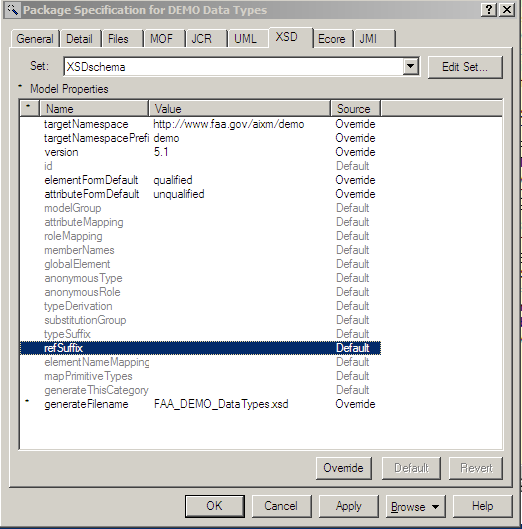 Package Specification for DEMO Data Types
General Detail Files MOF JCR UML XSD Ecore JMI
Set: XSDschema Edit Set...
* Model Properties
* Name Value Source
targetNamespace http://www.faa.gov/aixm/demo Override
targetNamespacePrefi demo Override
version 5.1 Override
id Default
elementFormDefault qualified Override
attributeFormDefault unqualified Override
modelGroup Default
attributeMapping Default
roleMapping Default
memberNames Default
globalElement Default
anonymousType Default
anonymousRole Default
typeDerivation Default
substitutionGroup Default
typeSuffix Default
refSuffix Default
elementNameMapping Default
mapPrimitiveTypes Default
generateThisCategory Default
* generateFilename FAA_DEMO_DataTypes.xsd Override
Override Default Revert
OK Cancel Apply Browse Help